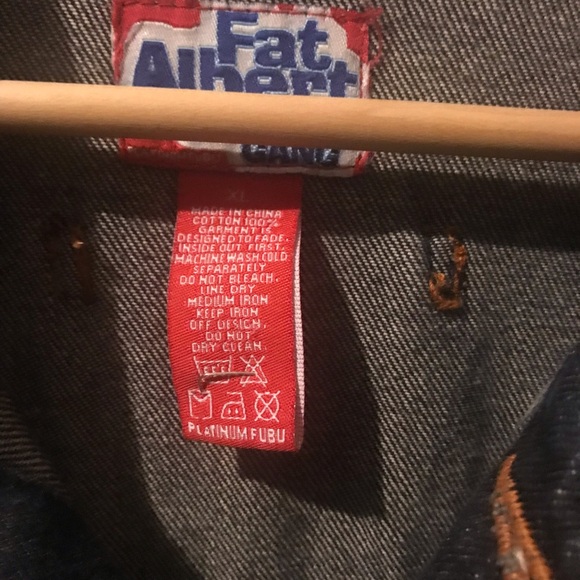 Fat
Albert
GANG
XL
MADE IN CHINA
COTTON 100%
GARMENT IS
DESIGNED TO FADE.
INSIDE OUT FIRST.
MACHINE WASH COLD
SEPARATELY
DO NOT BLEACH.
LINE DRY
MEDIUM IRON
KEEP IRON
OFF DESIGN.
DO NOT
DRY CLEAN.
PLATINUM FUBU